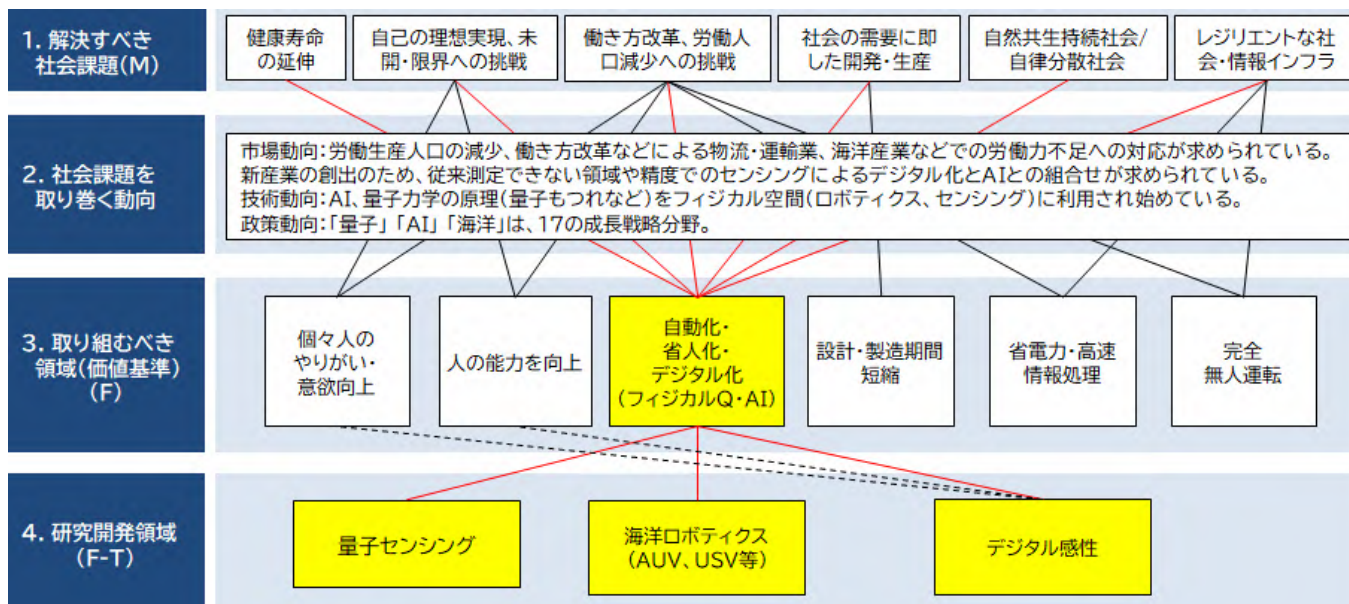 1. 解決すべき
社会課題(M)
健康寿命
の延伸
自己の理想実現、未
開・限界への挑戦
働き方改革、労働人
口減少への挑戦
社会の需要に即
した開発・生産
自然共生持続社会/
自律分散社会
レジリエントな社
会・情報インフラ
2. 社会課題を
取り巻く動向
市場動向:労働生産人口の減少、働き方改革などによる物流・運輸業、海洋産業などでの労働力不足への対応が求められている。
新産業の創出のため、従来測定できない領域や精度でのセンシングによるデジタル化とAIとの組合せが求められている。
技術動向:AI、量子力学の原理(量子もつれなど)をフィジカル空間(ロボティクス、センシング)に利用され始めている。
政策動向:「量子」「AI」「海洋」は、17の成長戦略分野。
3. 取り組むべき
領域(価値基準)
(F)
個々人の
やりがい・
意欲向上
人の能力を向上
自動化・
省人化・
デジタル化
(フィジカルQ・AI)
設計・製造期間
短縮
省電力・高速
情報処理
完全
無人運転
4. 研究開発領域
(F-T)
量子センシング
海洋ロボティクス
(AUV、USV等)
デジタル感性